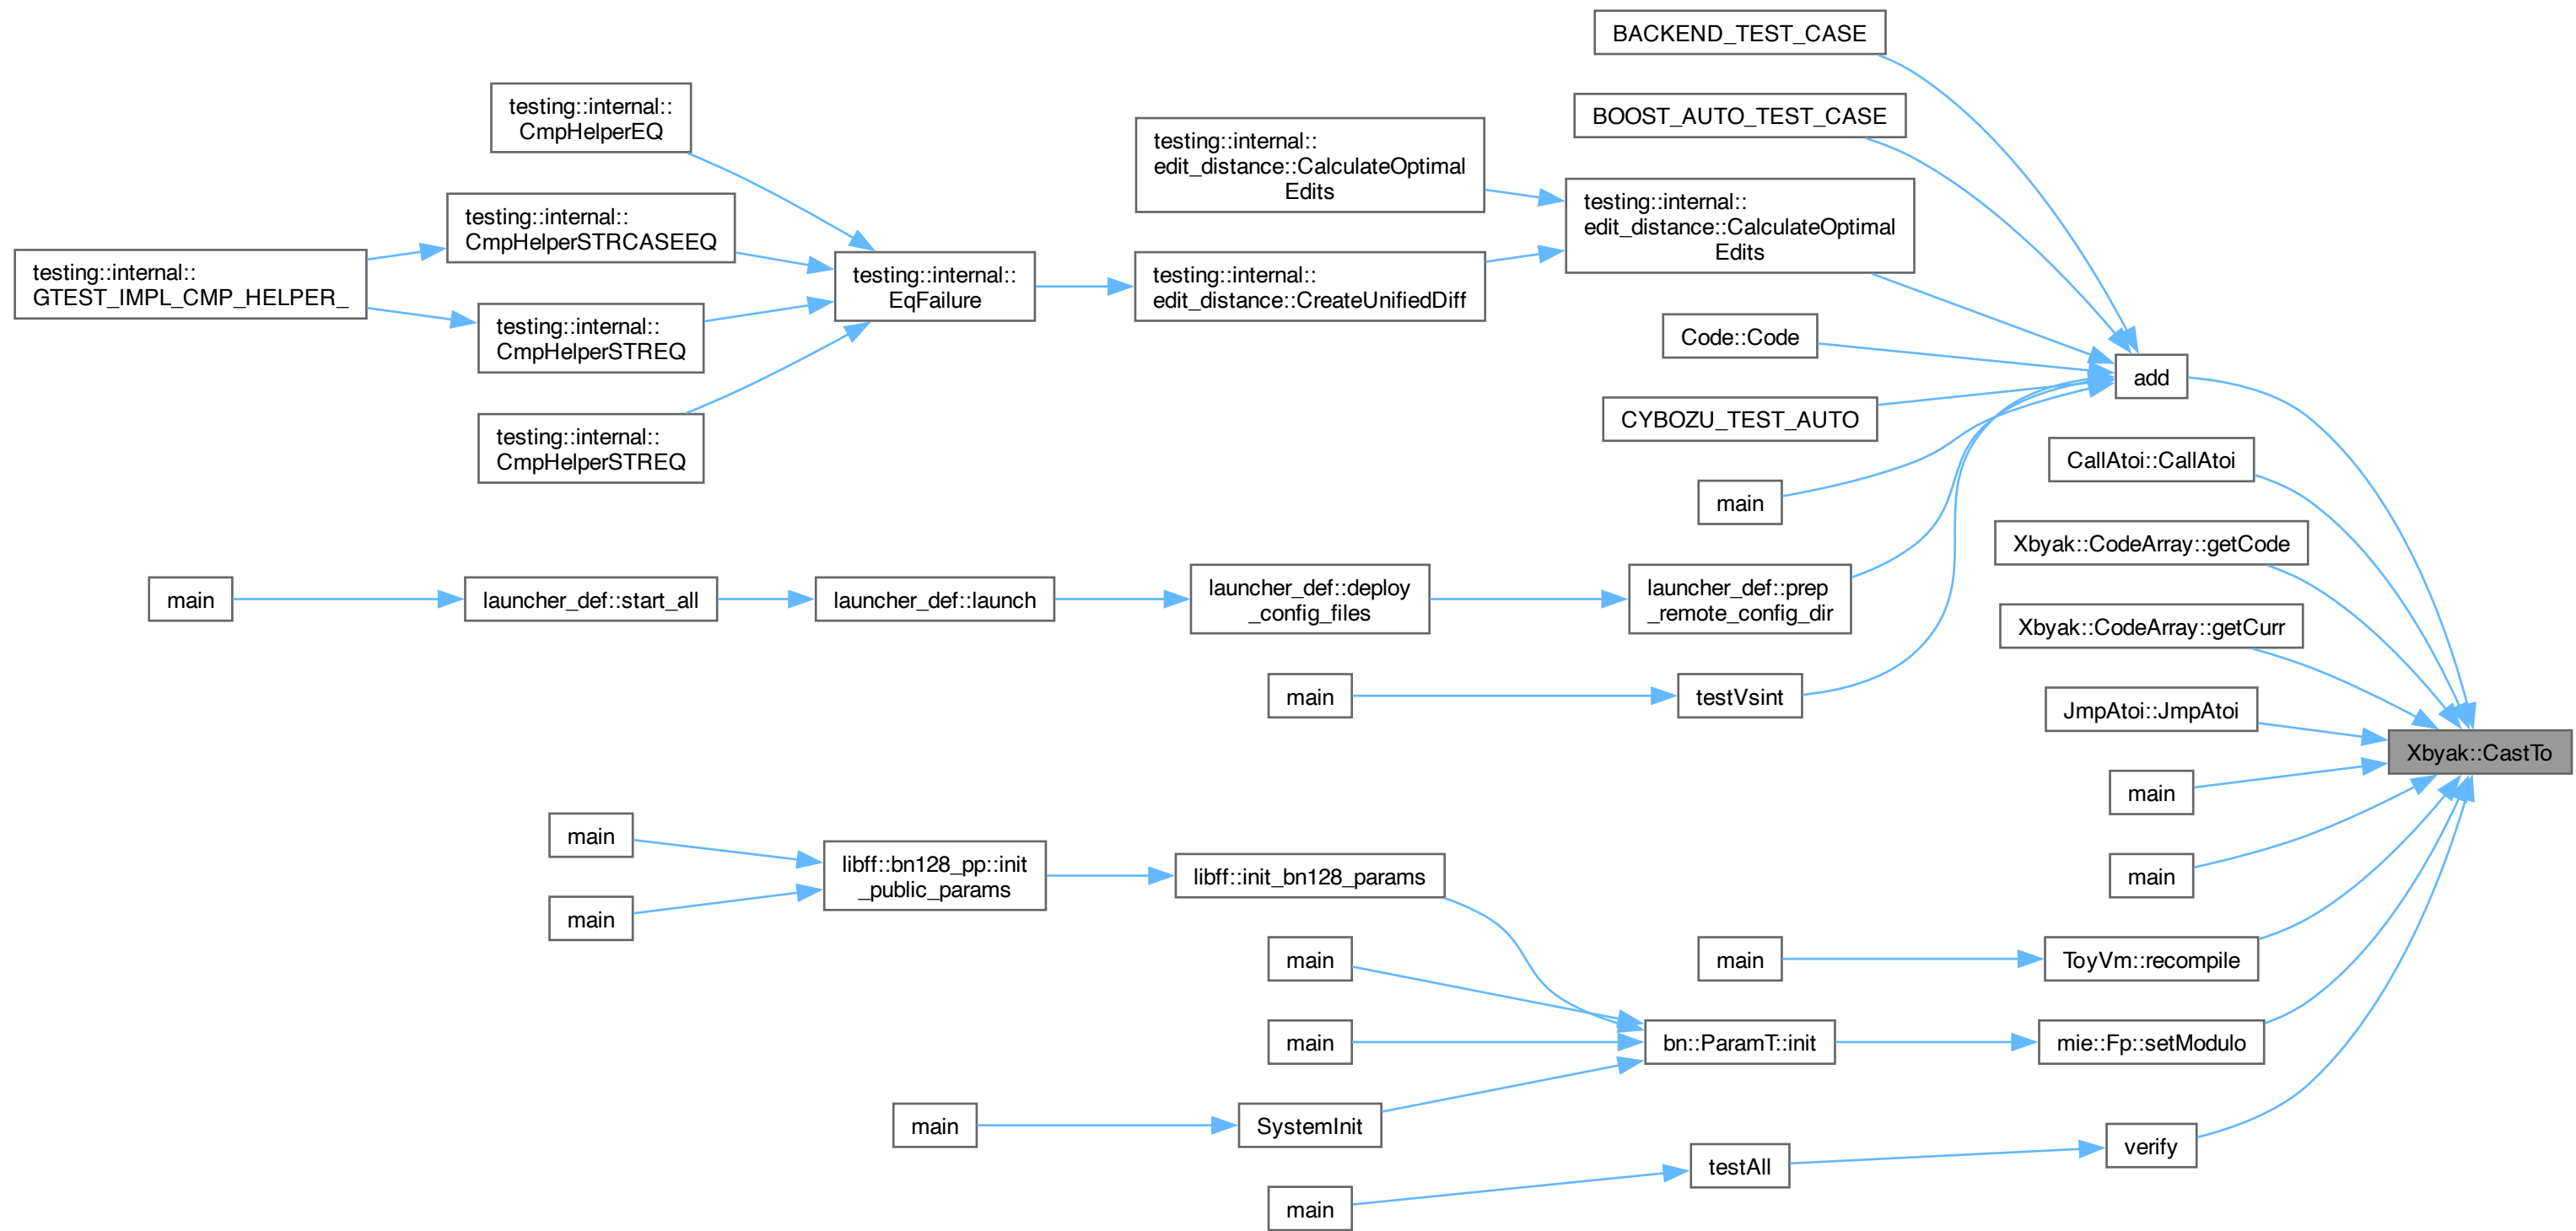 BACKEND_TEST_CASE
testing::internal::
CmpHelperEQ
BOOST_AUTO_TEST_CASE
testing::internal::
edit_distance::CalculateOptimal
Edits
testing::internal::
CmpHelperSTRCASEEQ
testing::internal::
edit_distance::CalculateOptimal
Edits
testing::internal::
GTEST_IMPL_CMP_HELPER_
testing::internal::
EqFailure
testing::internal::
edit_distance::CreateUnifiedDiff
testing::internal::
CmpHelperSTREQ
Code::Code
add
testing::internal::
CmpHelperSTREQ
CYBOZU_TEST_AUTO
CallAtoi::CallAtoi
main
Xbyak::CodeArray::getCode
main
launcher_def::start_all
launcher_def::launch
launcher_def::deploy
_config_files
launcher_def::prep
_remote_config_dir
Xbyak::CodeArray::getCurr
main
testVsint
JmpAtoi::JmpAtoi
Xbyak::CastTo
main
main
libff::bn128_pp::init
_public_params
libff::init_bn128_params
main
main
main
main
ToyVm::recompile
main
bn::ParamT::init
mie::Fp::setModulo
main
SystemInit
verify
testAll
main